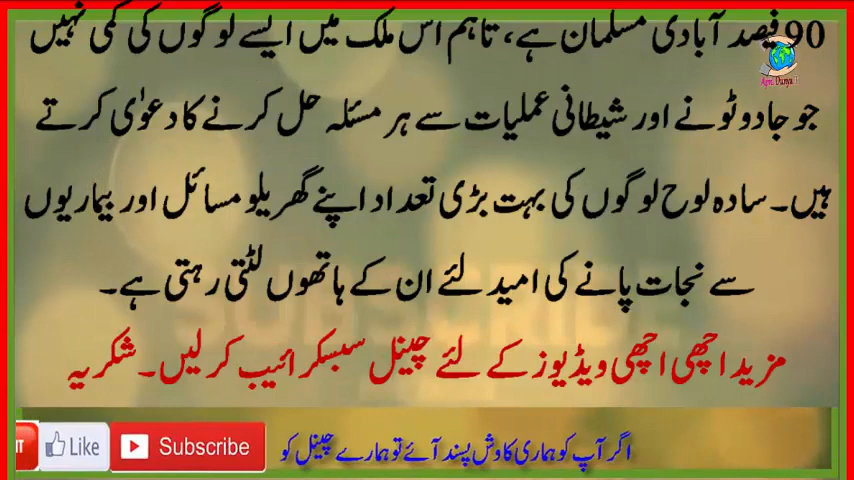 90 فیصد آبادی مسلمان ہے، تاہم اس ملک میں ایسے لوگوں کی کمی نہیں
جو جادو ٹونے اور شیطانی عملیات سے ہر مسئلہ حل کرنے کا دعوٰی کرتے
ہیں۔ سادہ لوح لوگوں کی بہت بڑی تعداد اپنے گھریلو مسائل اور بیماریوں
سے نجات پانے کی امید لئے ان کے ہاتھوں لٹتی رہتی ہے۔
SUBSCRIBE
مزید اچھی اچھی ویڈیوز کے لئے چینل سبسکرائیب کرلیں۔ شکریہ
Like
Subscribe
اگر آپ کو ہماری کاوش پسند آئے تو ہمارے چینل کو